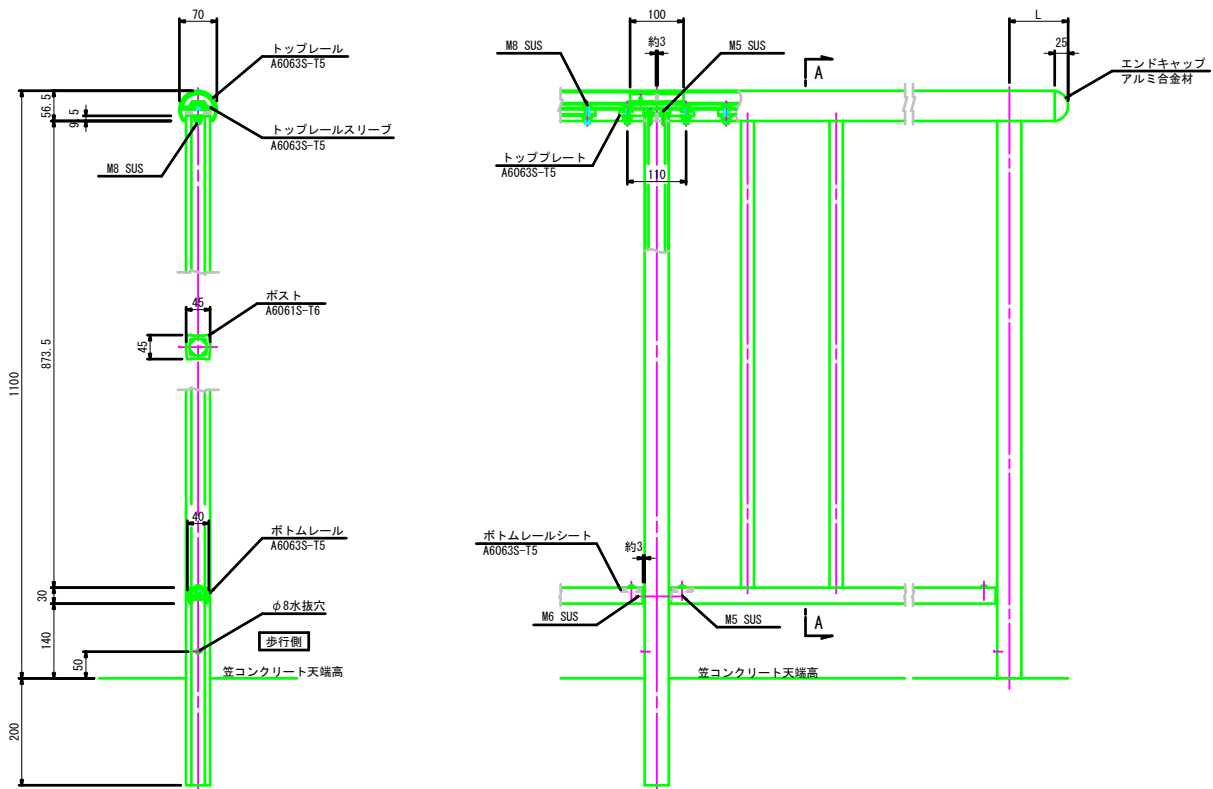 70
トップレール
A6063S-T5
56.5
9.5
トップレールスリーブ
A6063S-T5
M8 SUS
ポスト
A6061S-T6
45
45
1100
873.5
40
ボトムレール
A6063S-T5
30
φ8水抜穴
140
歩行側
50
笠コンクリート天端高
200
100
L
M8 SUS
約3
M5 SUS
A
25
エンドキャップ
アルミ合金材
トッププレート
A6063S-T5
110
ボトムレールシート
A6063S-T5
約3
M6 SUS
M5 SUS
A
笠コンクリート天端高